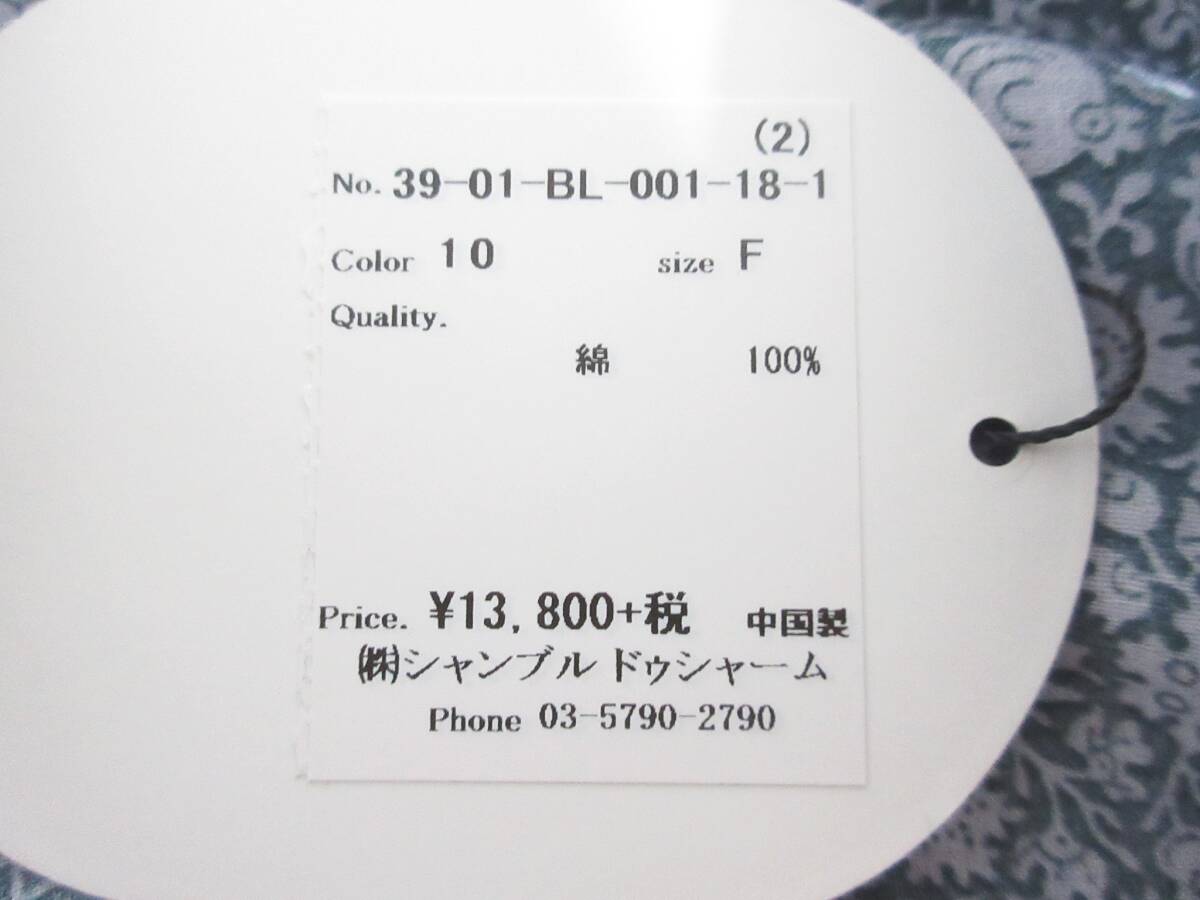 (2)
No. 39-01-BL-001-18-1
Color 10 size F
Quality.
綿 100%
Price. ¥13,800+税 中国製
㈱シャンブル ドゥシャーム
Phone 03-5790-2790